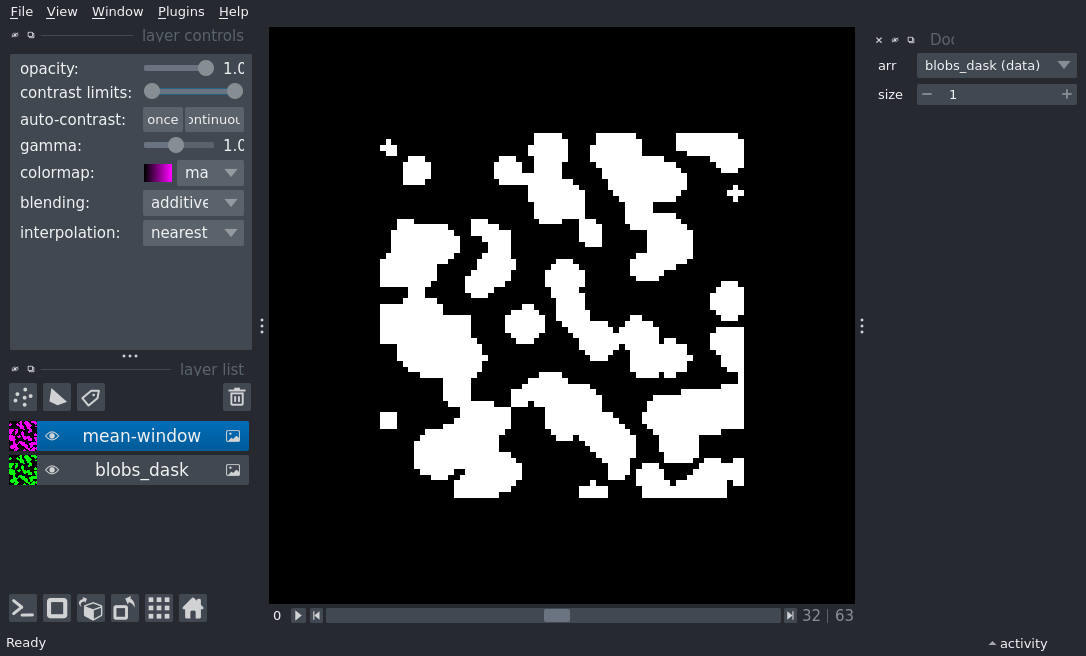 File View Window Plugins Help
layer controls
opacity: 1.0
contrast limits:
auto-contrast: once ontinuou
gamma: 1.0
colormap: ma
blending: additive
interpolation: nearest
layer list
mean-window
blobs_dask
0 32 | 63
Ready
activity
Doc
arr blobs_dask (data)
size 1